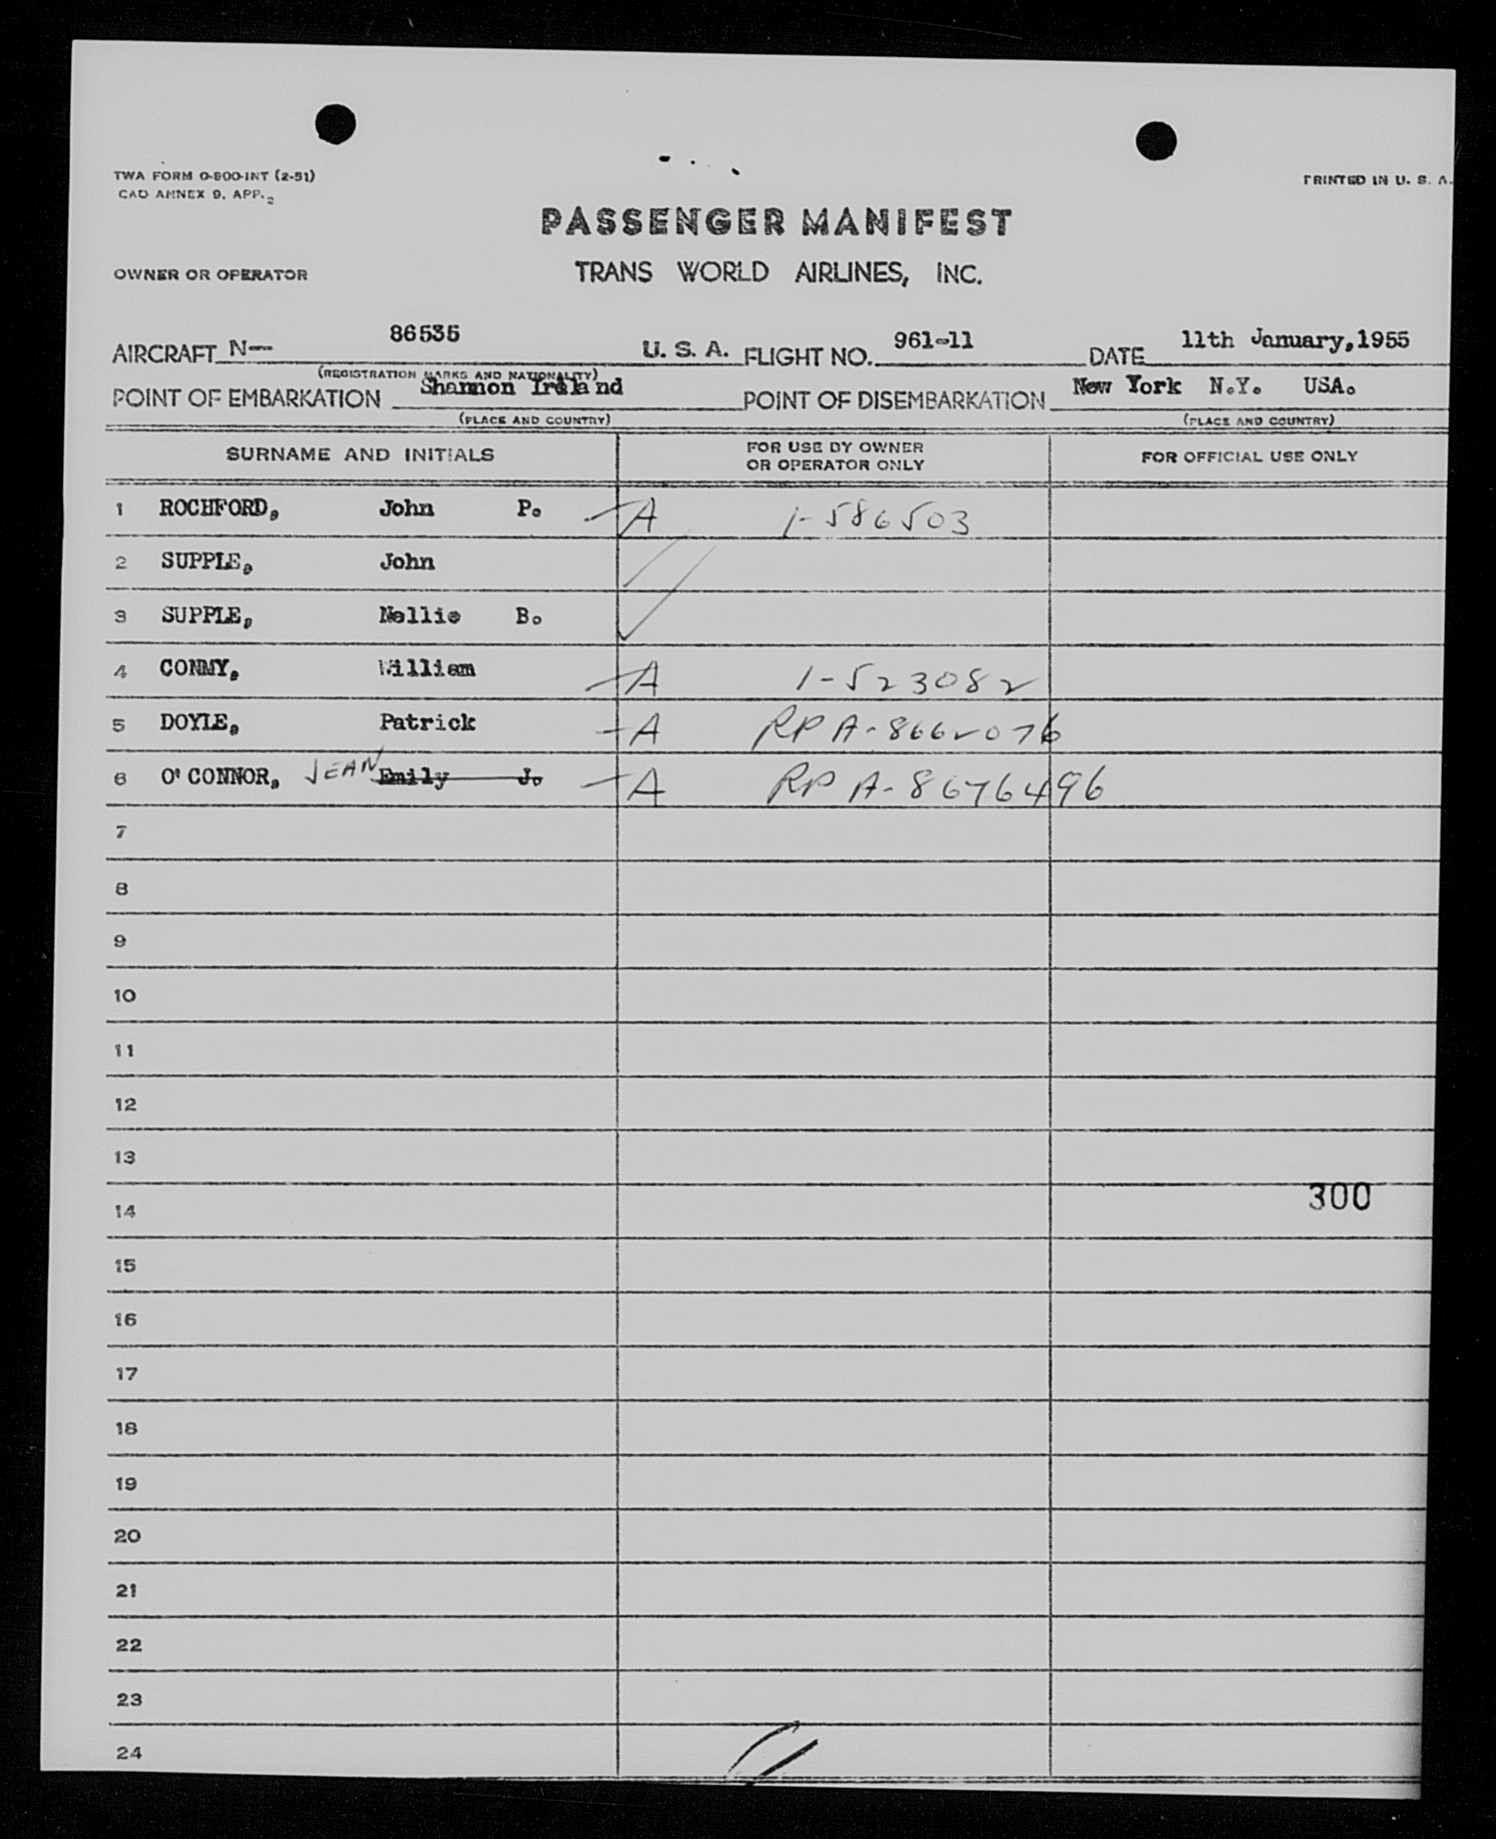 TWA FORM O-800-INT (2-51)
CAO ANNEX 9, APP. 2
PRINTED IN U. S. A.
PASSENGER MANIFEST
OWNER OR OPERATOR TRANS WORLD AIRLINES, INC.
AIRCRAFT N-- 86535 U. S. A. FLIGHT NO. 961-11 DATE 11th January,1955
(REGISTRATION MARKS AND NATIONALITY)
POINT OF EMBARKATION Shannon Ireland POINT OF DISEMBARKATION New York N.Y. USA.
(PLACE AND COUNTRY) (PLACE AND COUNTRY)
SURNAME AND INITIALS FOR USE BY OWNER OR OPERATOR ONLY FOR OFFICIAL USE ONLY
1 ROCHFORD, John P. A 1-586503
2 SUPPLE, John
3 SUPPLE, Nellie B.
4 CONMY, William A 1-523082
5 DOYLE, Patrick A RP A-8662076
6 O'CONNOR, JEAN Emily J. A RP A-8676496
7
8
9
10
11
12
13
14 300
15
16
17
18
19
20
21
22
23
24